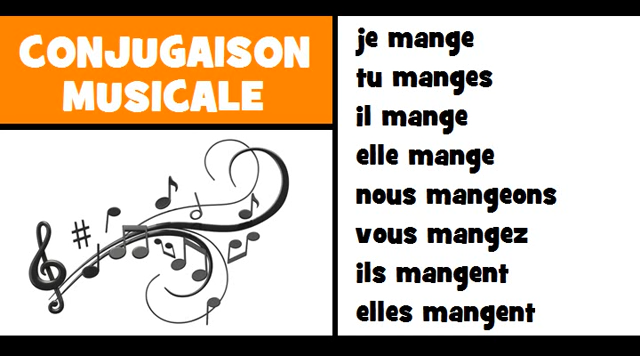 CONJUGAISON
MUSICALE
je mange
tu manges
il mange
elle mange
nous mangeons
vous mangez
ils mangent
elles mangent